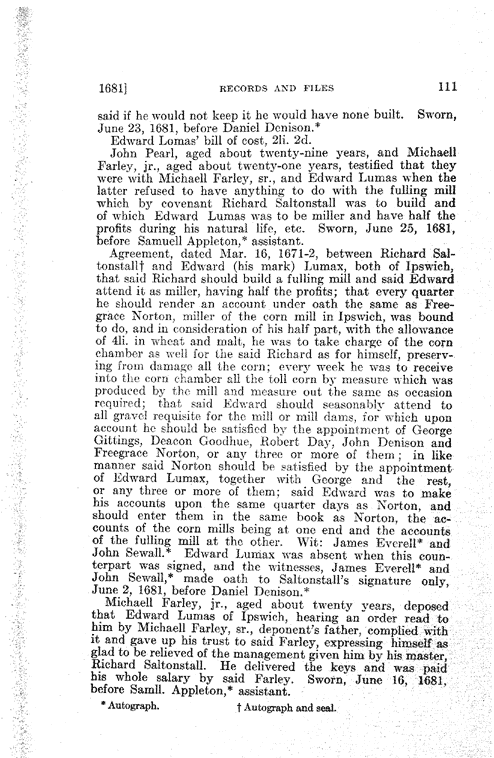 1681]
RECORDS AND FILES
111
said if he would not keep it he would have none built. Sworn,
June 23, 1681, before Daniel Denison.*
Edward Lomas' bill of cost, 2li. 2d.
John Pearl, aged about twenty-nine years, and Michaell
Farley, jr., aged about twenty-one years, testified that they
were with Michaell Farley, sr., and Edward Lumas when the
latter refused to have anything to do with the fulling mill
which by covenant Richard Saltonstall was to build and
of which Edward Lumas was to be miller and have half the
profits during his natural life, etc. Sworn, June 25, 1681,
before Samuell Appleton,* assistant.
Agreement, dated Mar. 16, 1671-2, between Richard Sal-
tonstall† and Edward (his mark) Lumax, both of Ipswich,
that said Richard should build a fulling mill and said Edward
attend it as miller, having half the profits; that every quarter
he should render an account under oath the same as Free-
grace Norton, miller of the corn mill in Ipswich, was bound
to do, and in consideration of his half part, with the allowance
of 4li. in wheat and malt, he was to take charge of the corn
chamber as well for the said Richard as for himself, preserv-
ing from damage all the corn; every week he was to receive
into the corn chamber all the toll corn by measure which was
produced by the mill and measure out the same as occasion
required; that said Edward should seasonably attend to
all gravel requisite for the mill or mill dams, for which upon
account he should be satisfied by the appointment of George
Gittings, Deacon Goodhue, Robert Day, John Denison and
Freegrace Norton, or any three or more of them; in like
manner said Norton should be satisfied by the appointment
of Edward Lumax, together with George and the rest,
or any three or more of them; said Edward was to make
his accounts upon the same quarter days as Norton, and
should enter them in the same book as Norton, the ac-
counts of the corn mills being at one end and the accounts
of the fulling mill at the other. Wit: James Everell* and
John Sewall.* Edward Lumax was absent when this coun-
terpart was signed, and the witnesses, James Everell* and
John Sewall,* made oath to Saltonstall's signature only,
June 2, 1681, before Daniel Denison.*
Michaell Farley, jr., aged about twenty years, deposed
that Edward Lumas of Ipswich, hearing an order read to
him by Michaell Farley, sr., deponent's father, complied with
it and gave up his trust to said Farley, expressing himself as
glad to be relieved of the management given him by his master,
Richard Saltonstall. He delivered the keys and was paid
his whole salary by said Farley. Sworn, June 16, 1681,
before Samll. Appleton,* assistant.
* Autograph.
† Autograph and seal.